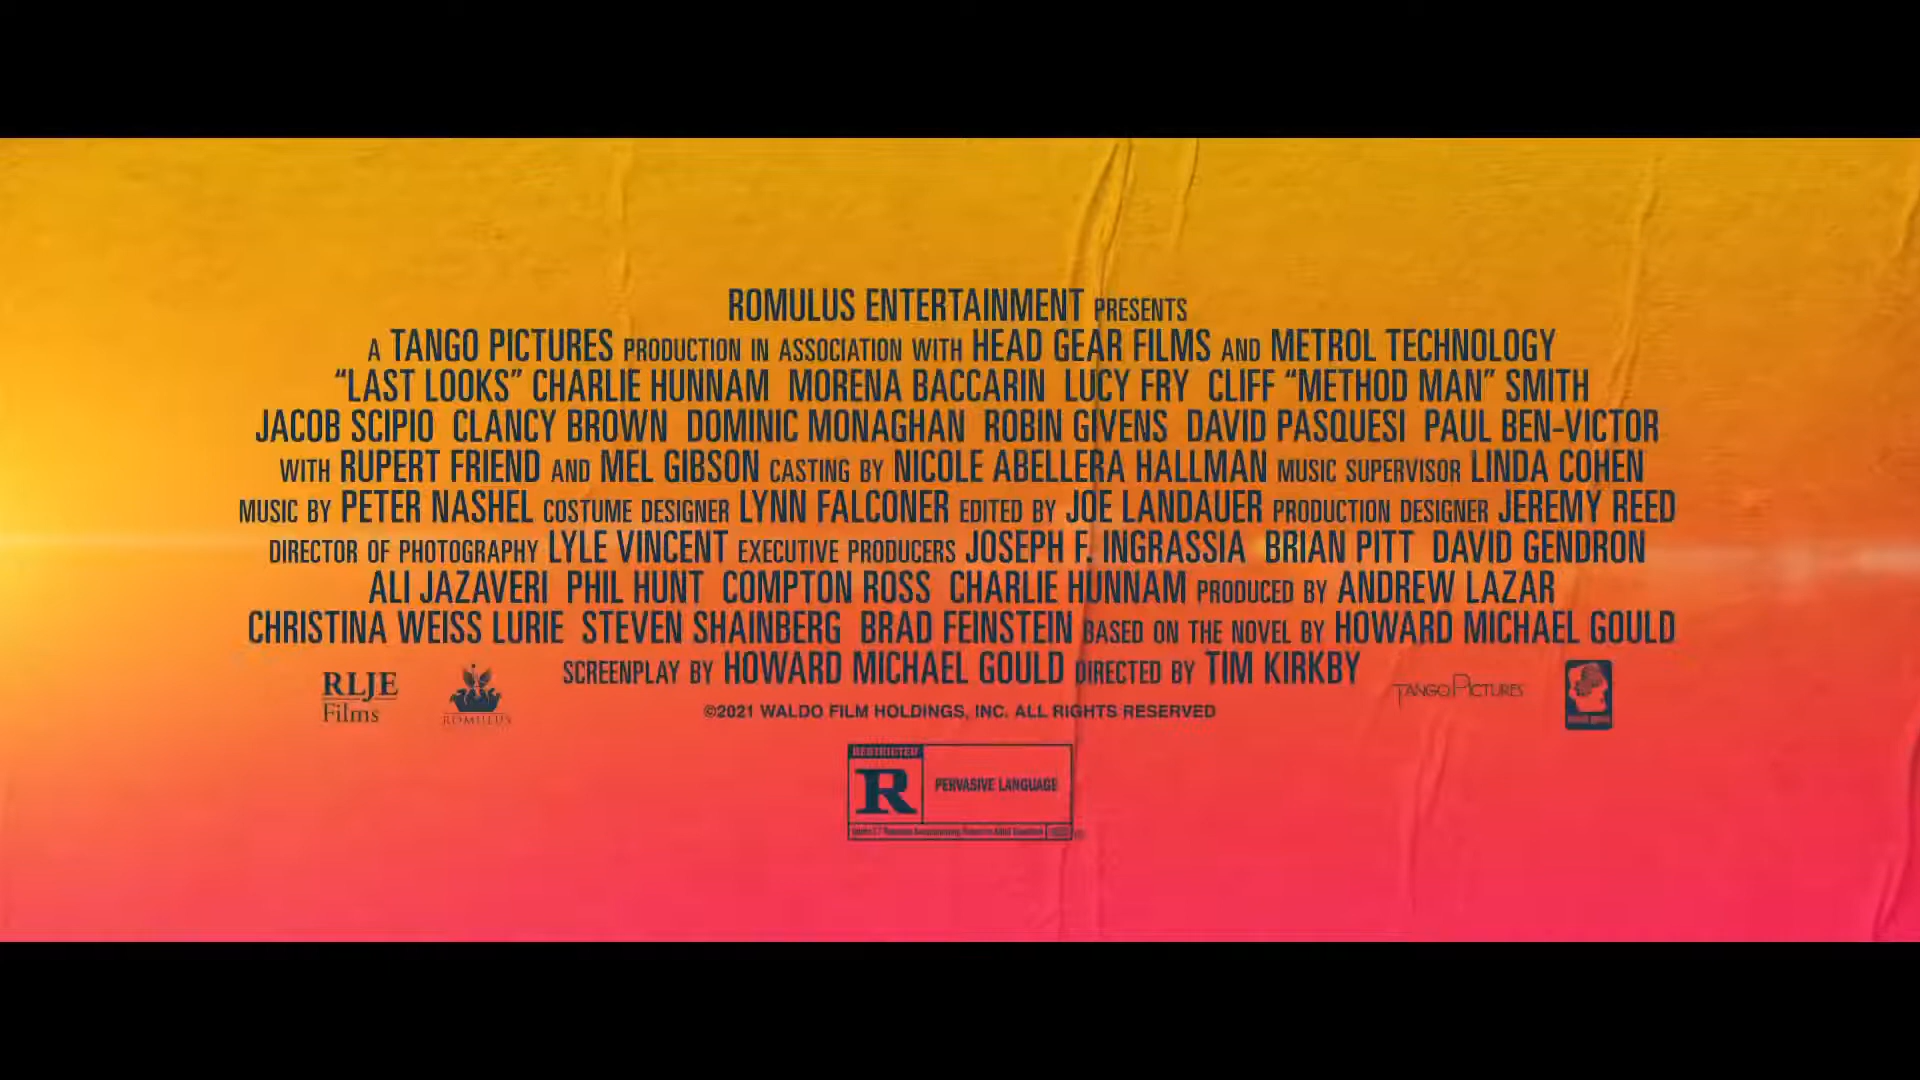 ROMULUS ENTERTAINMENT PRESENTS
A TANGO PICTURES PRODUCTION IN ASSOCIATION WITH HEAD GEAR FILMS AND METROL TECHNOLOGY
“LAST LOOKS” CHARLIE HUNNAM MORENA BACCARIN LUCY FRY CLIFF “METHOD MAN” SMITH
JACOB SCIPIO CLANCY BROWN DOMINIC MONAGHAN ROBIN GIVENS DAVID PASQUESI PAUL BEN-VICTOR
WITH RUPERT FRIEND AND MEL GIBSON CASTING BY NICOLE ABELLERA HALLMAN MUSIC SUPERVISOR LINDA COHEN
MUSIC BY PETER NASHEL COSTUME DESIGNER LYNN FALCONER EDITED BY JOE LANDAUER PRODUCTION DESIGNER JEREMY REED
DIRECTOR OF PHOTOGRAPHY LYLE VINCENT EXECUTIVE PRODUCERS JOSEPH F. INGRASSIA BRIAN PITT DAVID GENDRON
ALI JAZAVERI PHIL HUNT COMPTON ROSS CHARLIE HUNNAM PRODUCED BY ANDREW LAZAR
CHRISTINA WEISS LURIE STEVEN SHAINBERG BRAD FEINSTEIN BASED ON THE NOVEL BY HOWARD MICHAEL GOULD
SCREENPLAY BY HOWARD MICHAEL GOULD DIRECTED BY TIM KIRKBY
RLJE
Films
ROMULUS
TANGO PICTURES
©2021 WALDO FILM HOLDINGS, INC. ALL RIGHTS RESERVED
RESTRICTED
R
PERVASIVE LANGUAGE